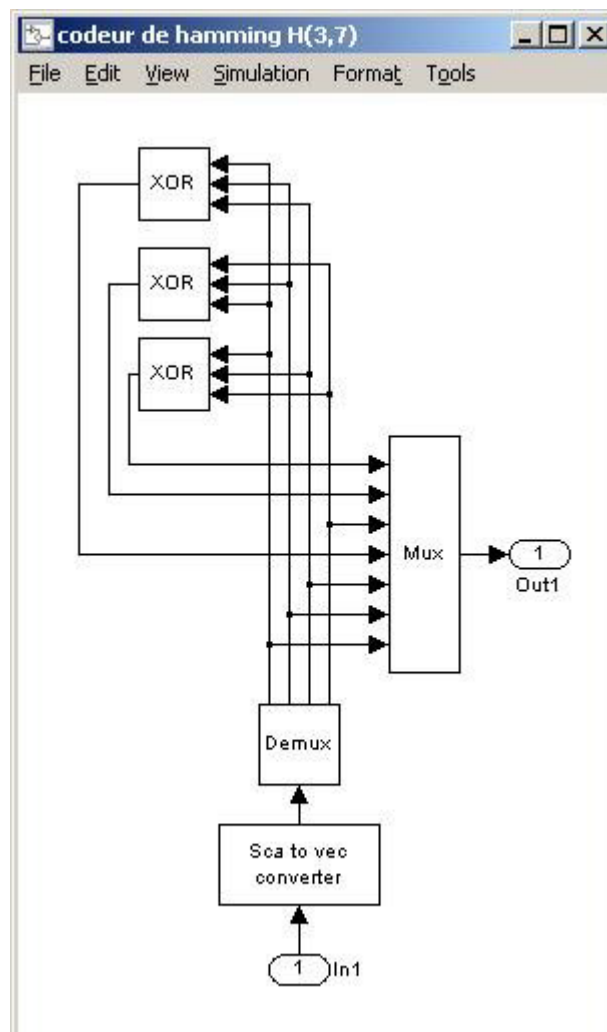 codeur de hamming H(3,7)
File Edit View Simulation Format Tools
XOR
XOR
XOR
Mux
1
Out1
Demux
Sca to vec
converter
1 In1